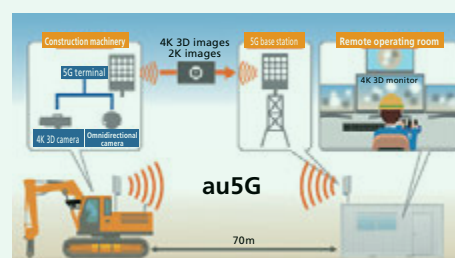 Construction machinery
4K 3D images
2K images
5G base station
Remote operating room
5G terminal
4K 3D monitor
4K 3D camera
Omnidirectional
camera
au5G
70m